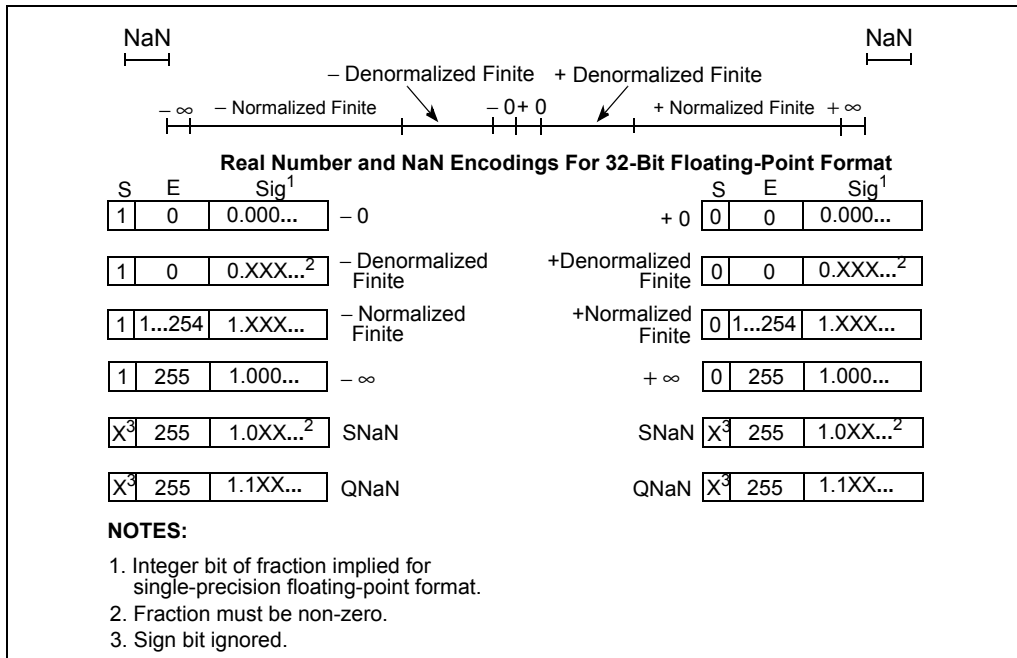 NaN NaN
– Denormalized Finite + Denormalized Finite
– ∞ – Normalized Finite – 0 + 0 + Normalized Finite + ∞
Real Number and NaN Encodings For 32-Bit Floating-Point Format
S E Sig1 S E Sig1
1 0 0.000... – 0 + 0 0 0 0.000...
1 0 0.XXX...2 – Denormalized Finite +Denormalized Finite 0 0 0.XXX...2
1 1...254 1.XXX... – Normalized Finite +Normalized Finite 0 1...254 1.XXX...
1 255 1.000... – ∞ + ∞ 0 255 1.000...
X3 255 1.0XX...2 SNaN SNaN X3 255 1.0XX...2
X3 255 1.1XX... QNaN QNaN X3 255 1.1XX...
NOTES:
1. Integer bit of fraction implied for
single-precision floating-point format.
2. Fraction must be non-zero.
3. Sign bit ignored.